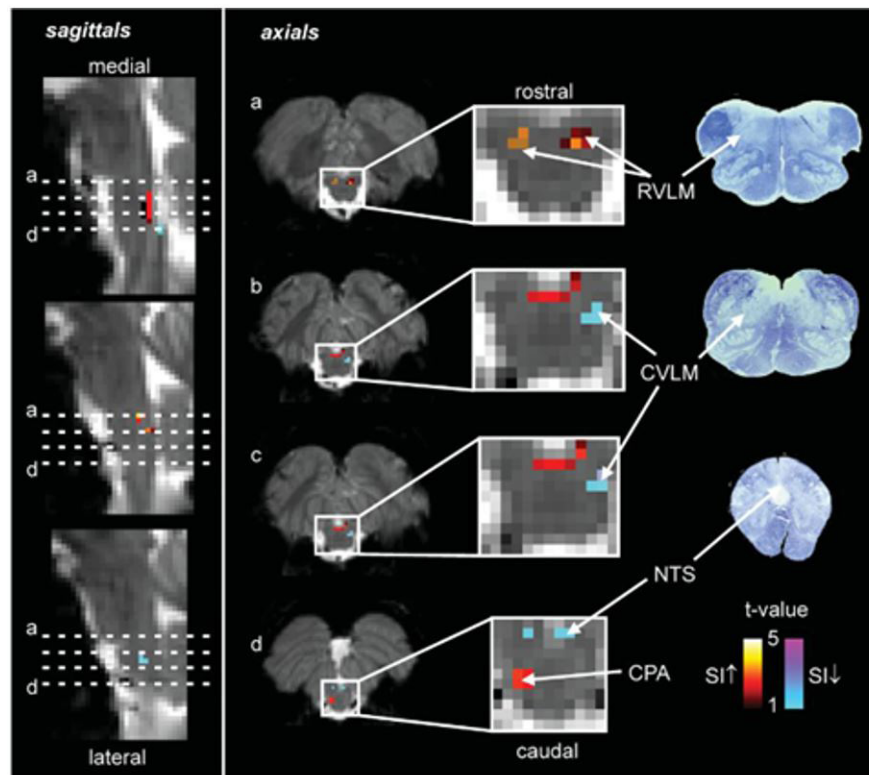 sagittals
medial
a
d
a
d
a
d
lateral
axials
a
rostral
RVLM
b
CVLM
c
NTS
d
CPA
caudal
t-value
5
SI↑
SI↓
1